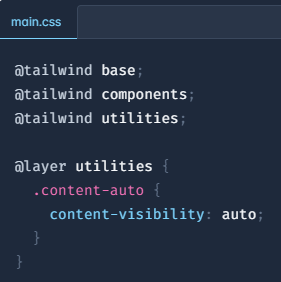 main.css
@tailwind base;
@tailwind components;
@tailwind utilities;
@layer utilities {
.content-auto {
content-visibility: auto;
}
}